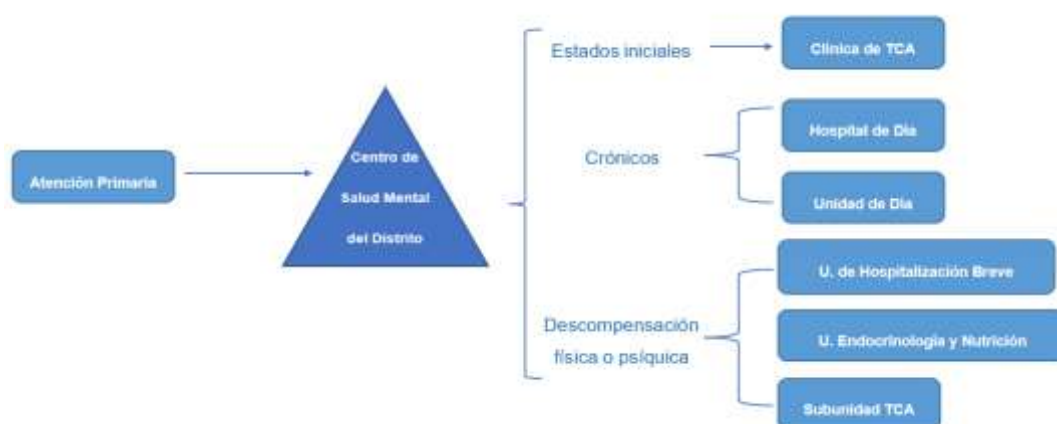 Atención Primaria
Centro de
Salud Mental
del Distrito
Estados iniciales
Clínica de TCA
Crónicos
Hospital de Día
Unidad de Día
Descompensación
física o psíquica
U. de Hospitalización Breve
U. Endocrinología y Nutrición
Subunidad TCA